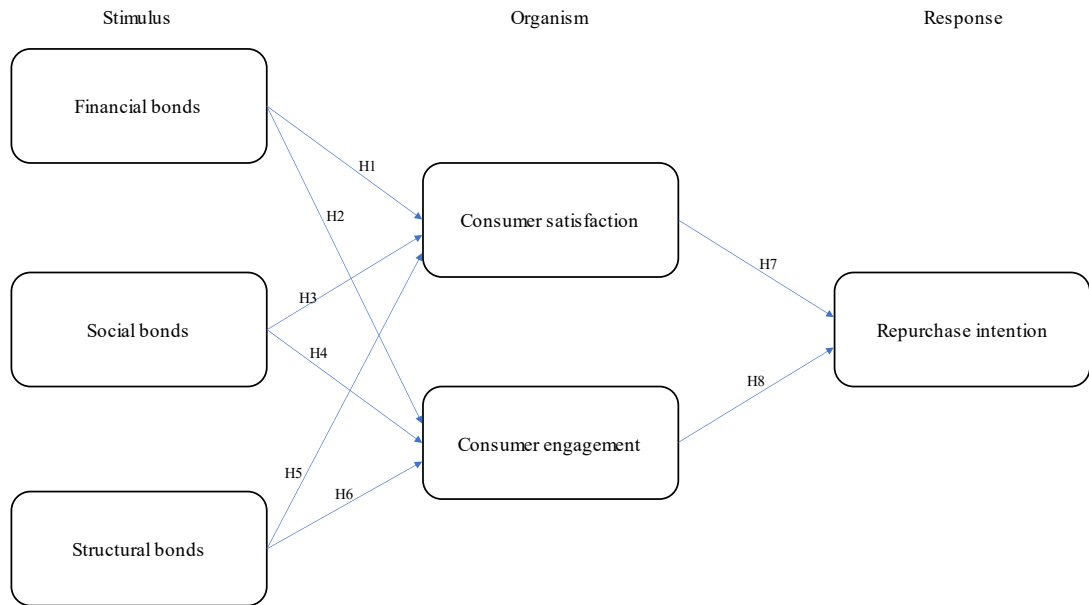 Stimulus
Organism
Response
Financial bonds
H1
Consumer satisfaction
H2
H7
H3
Social bonds
Repurchase intention
H4
H8
Consumer engagement
H5
H6
Structural bonds